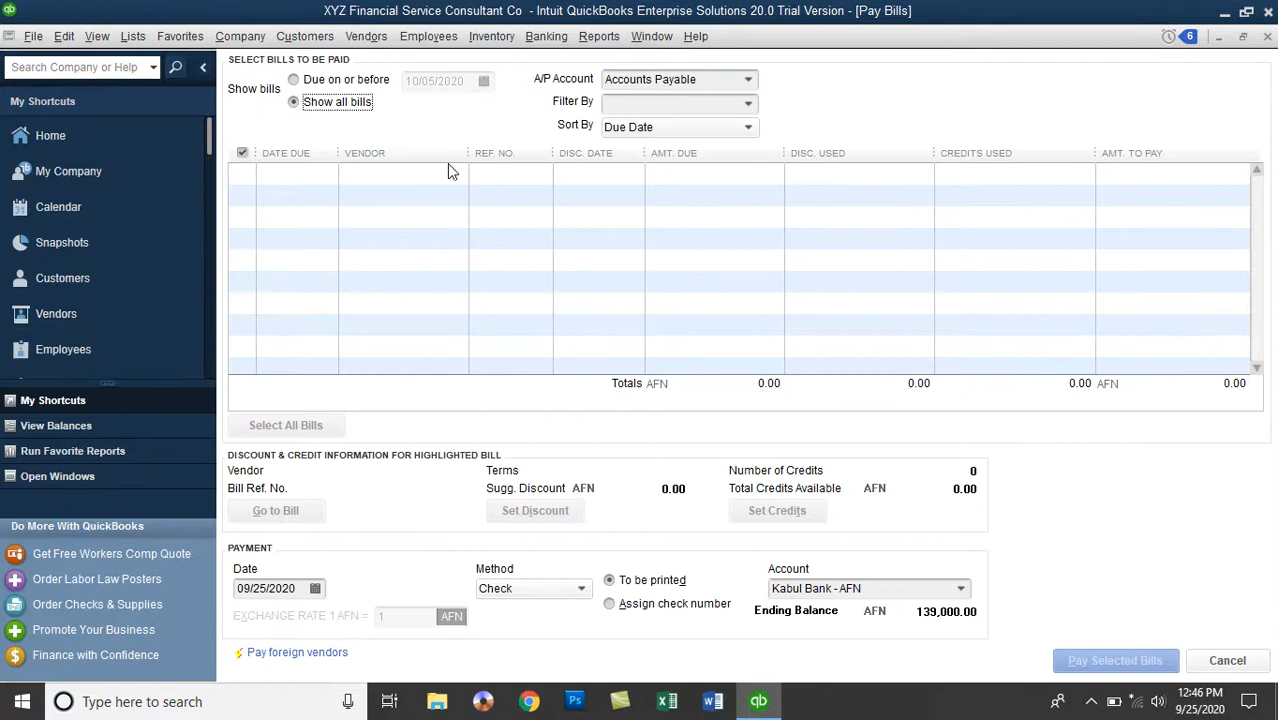 XYZ Financial Service Consultant Co - Intuit QuickBooks Enterprise Solutions 20.0 Trial Version - [Pay Bills]
File Edit View Lists Favorites Company Customers Vendors Employees Inventory Banking Reports Window Help 6
Search Company or Help
My Shortcuts
Home
My Company
Calendar
Snapshots
Customers
Vendors
Employees
My Shortcuts
View Balances
Run Favorite Reports
Open Windows
Do More With QuickBooks
Get Free Workers Comp Quote
Order Labor Law Posters
Order Checks & Supplies
Promote Your Business
Finance with Confidence
SELECT BILLS TO BE PAID
Show bills
Due on or before 10/05/2020
Show all bills
A/P Account Accounts Payable
Filter By
Sort By Due Date
DATE DUE VENDOR REF. NO. DISC. DATE AMT. DUE DISC. USED CREDITS USED AMT. TO PAY
Totals AFN 0.00 0.00 0.00 AFN 0.00
Select All Bills
DISCOUNT & CREDIT INFORMATION FOR HIGHLIGHTED BILL
Vendor Terms Number of Credits 0
Bill Ref. No. Sugg. Discount AFN 0.00 Total Credits Available AFN 0.00
Go to Bill Set Discount Set Credits
PAYMENT
Date Method To be printed Account
09/25/2020 Check Assign check number Kabul Bank - AFN
EXCHANGE RATE 1 AFN = 1 AFN Ending Balance AFN 139,000.00
Pay foreign vendors
Pay Selected Bills Cancel
Type here to search
qb
12:46 PM
9/25/2020